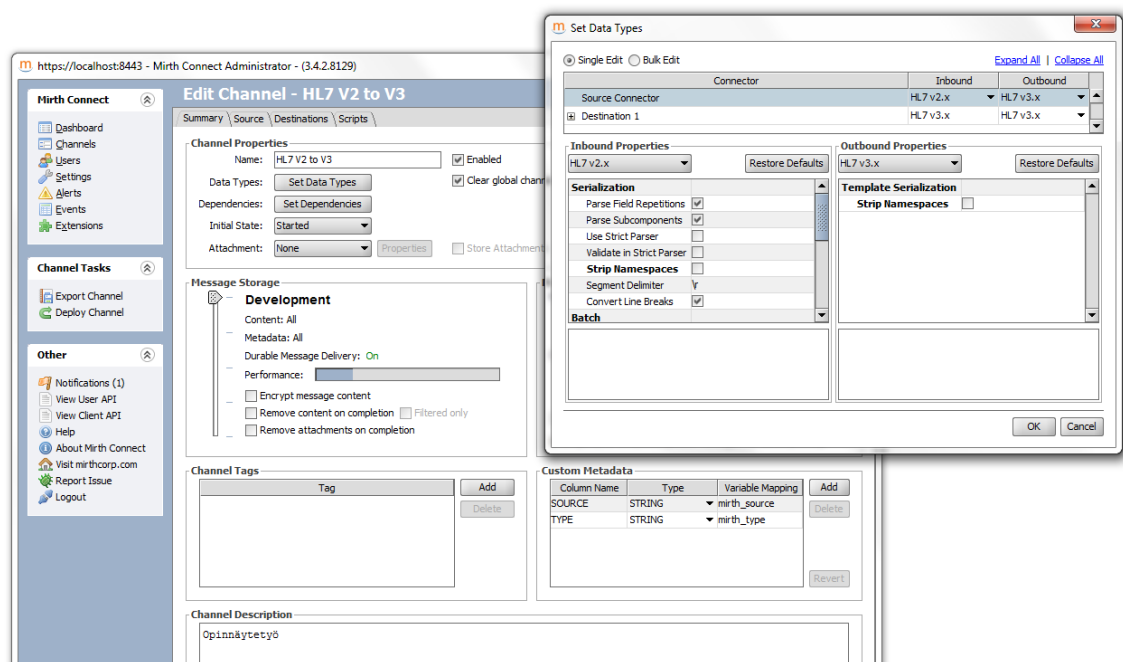 Set Data Types
Single Edit Bulk Edit Expand All | Collapse All
Connector Inbound Outbound
Source Connector HL7 v2.x HL7 v3.x
Destination 1 HL7 v3.x HL7 v3.x
Inbound Properties
HL7 v2.x Restore Defaults
Serialization
Parse Field Repetitions
Parse Subcomponents
Use Strict Parser
Validate in Strict Parser
Strip Namespaces
Segment Delimiter \r
Convert Line Breaks
Batch
Outbound Properties
HL7 v3.x Restore Defaults
Template Serialization
Strip Namespaces
OK Cancel
https://localhost:8443 - Mirth Connect Administrator - (3.4.2.8129)
Mirth Connect
Dashboard
Channels
Users
Settings
Alerts
Events
Extensions
Channel Tasks
Export Channel
Deploy Channel
Other
Notifications (1)
View User API
View Client API
Help
About Mirth Connect
Visit mirthcorp.com
Report Issue
Logout
Edit Channel - HL7 V2 to V3
Summary Source Destinations Scripts
Channel Properties
Name: HL7 V2 to V3 Enabled
Data Types: Set Data Types Clear global chann
Dependencies: Set Dependencies
Initial State: Started
Attachment: None Properties Store Attachment
Message Storage
Development
Content: All
Metadata: All
Durable Message Delivery: On
Performance:
Encrypt message content
Remove content on completion Filtered only
Remove attachments on completion
Channel Tags
Tag Add
Delete
Custom Metadata
Column Name Type Variable Mapping Add
SOURCE STRING mirth_source Delete
TYPE STRING mirth_type
Revert
Channel Description
Opinnäytetyö